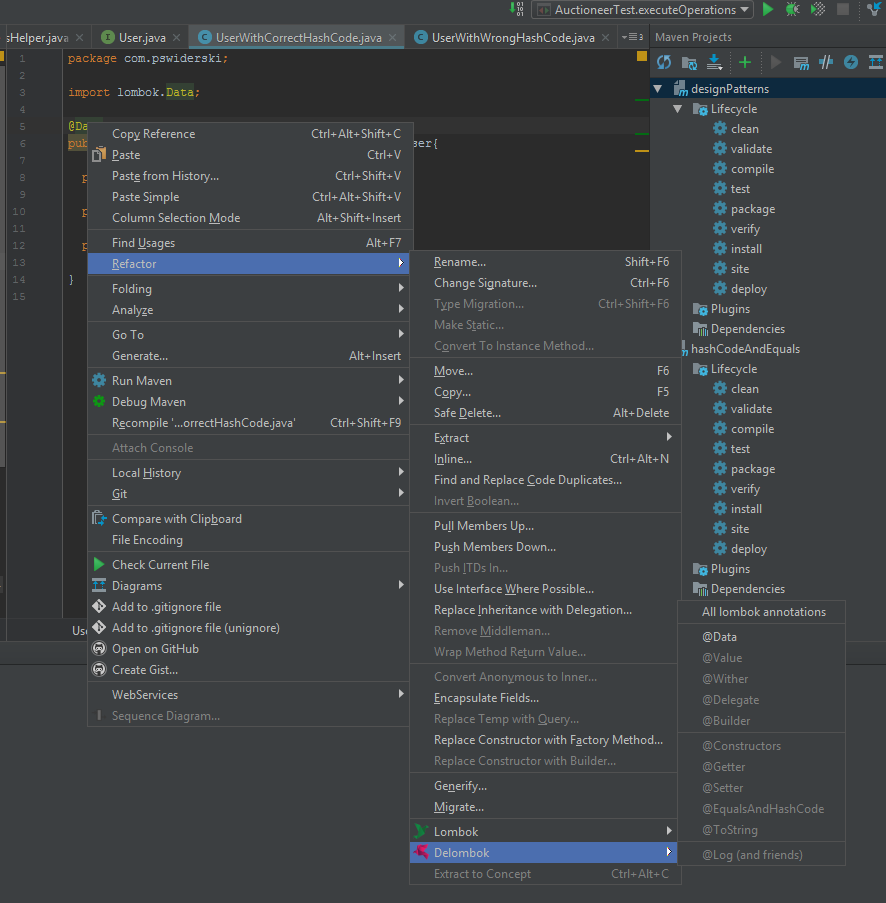 AuctioneerTest.executeOperations
sHelper.java
User.java
UserWithCorrectHashCode.java
UserWithWrongHashCode.java
Maven Projects
1 package com.pswiderski;
2
3 import lombok.Data;
4
5 @Da
6 pub ser{
7
8 p
9
10 p
11
12 p
13
14 }
15
Use
Copy Reference Ctrl+Alt+Shift+C
Paste Ctrl+V
Paste from History... Ctrl+Shift+V
Paste Simple Ctrl+Alt+Shift+V
Column Selection Mode Alt+Shift+Insert
Find Usages Alt+F7
Refactor
Folding
Analyze
Go To
Generate... Alt+Insert
Run Maven
Debug Maven
Recompile '...orrectHashCode.java' Ctrl+Shift+F9
Attach Console
Local History
Git
Compare with Clipboard
File Encoding
Check Current File
Diagrams
Add to .gitignore file
Add to .gitignore file (unignore)
Open on GitHub
Create Gist...
WebServices
Sequence Diagram...
Rename... Shift+F6
Change Signature... Ctrl+F6
Type Migration... Ctrl+Shift+F6
Make Static...
Convert To Instance Method...
Move... F6
Copy... F5
Safe Delete... Alt+Delete
Extract
Inline... Ctrl+Alt+N
Find and Replace Code Duplicates...
Invert Boolean...
Pull Members Up...
Push Members Down...
Push ITDs In...
Use Interface Where Possible...
Replace Inheritance with Delegation...
Remove Middleman...
Wrap Method Return Value...
Convert Anonymous to Inner...
Encapsulate Fields...
Replace Temp with Query...
Replace Constructor with Factory Method...
Replace Constructor with Builder...
Generify...
Migrate...
Lombok
Delombok
Extract to Concept Ctrl+Alt+C
designPatterns
Lifecycle
clean
validate
compile
test
package
verify
install
site
deploy
Plugins
Dependencies
hashCodeAndEquals
Lifecycle
clean
validate
compile
test
package
verify
install
site
deploy
Plugins
Dependencies
All lombok annotations
@Data
@Value
@Wither
@Delegate
@Builder
@Constructors
@Getter
@Setter
@EqualsAndHashCode
@ToString
@Log (and friends)